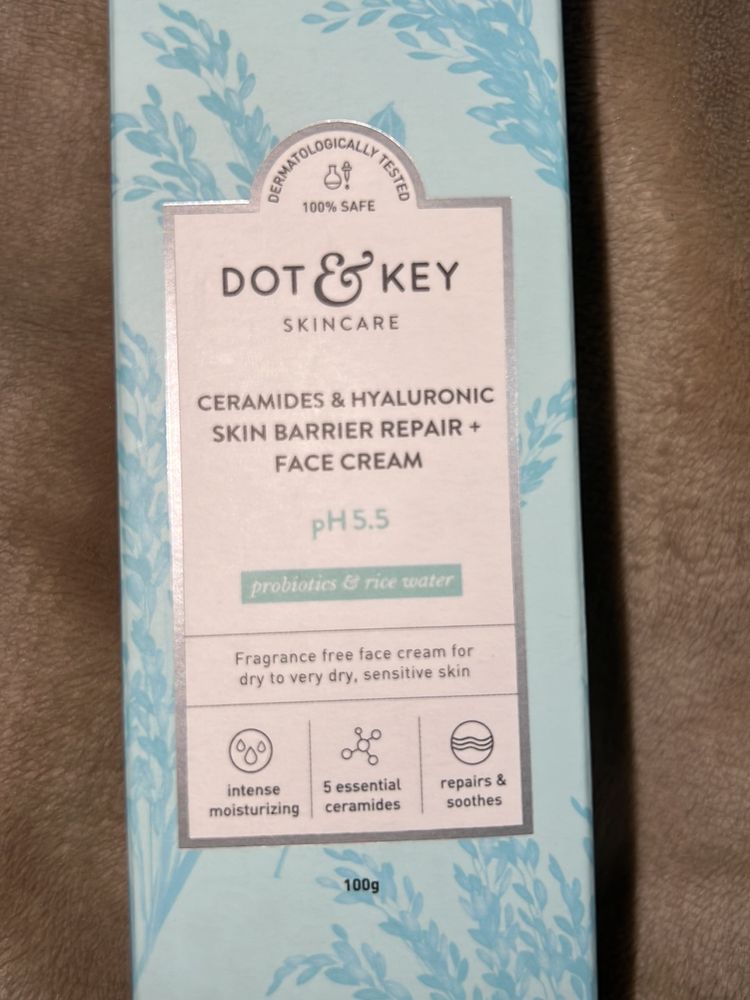 DERMATOLOGICALLY TESTED
100% SAFE
DOT & KEY
SKINCARE
CERAMIDES & HYALURONIC
SKIN BARRIER REPAIR +
FACE CREAM
pH 5.5
probiotics & rice water
Fragrance free face cream for
dry to very dry, sensitive skin
intense
moisturizing
5 essential
ceramides
repairs &
soothes
100g